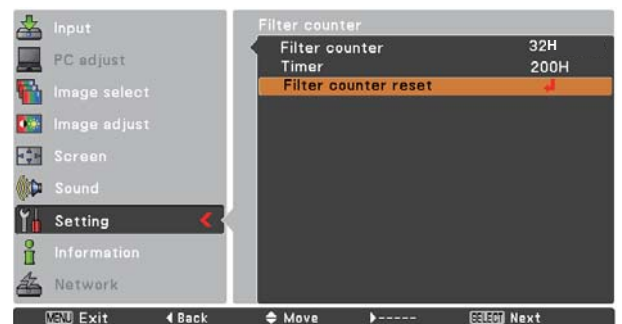 Input
PC adjust
Image select
Image adjust
Screen
Sound
Setting
Information
Network
Filter counter
Filter counter 32H
Timer 200H
Filter counter reset
MENU Exit Back Move ----- SELECT Next